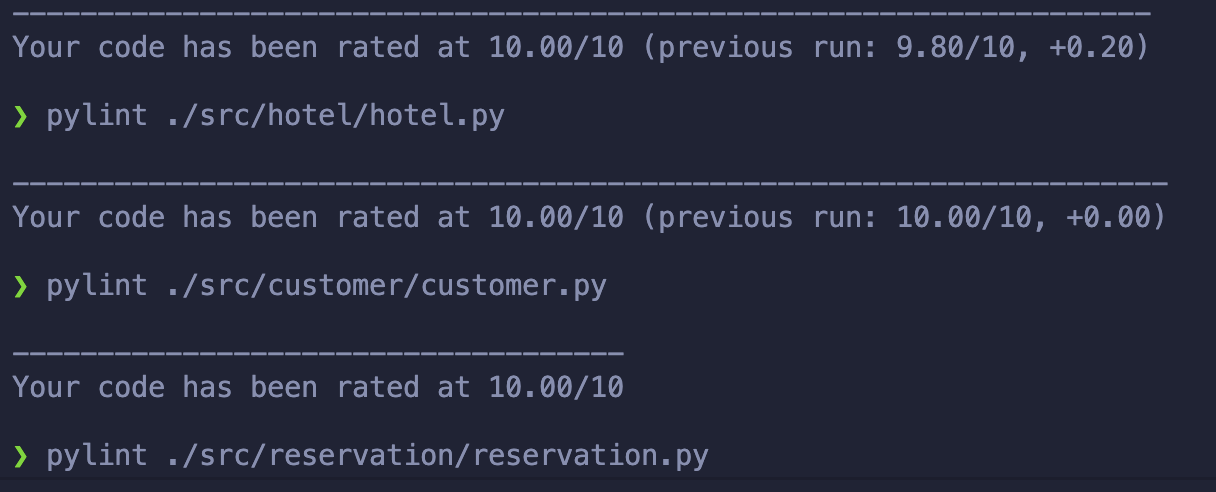 --------------------------------------------------------------------
Your code has been rated at 10.00/10 (previous run: 9.80/10, +0.20)
❯ pylint ./src/hotel/hotel.py
---------------------------------------------------------------------
Your code has been rated at 10.00/10 (previous run: 10.00/10, +0.00)
❯ pylint ./src/customer/customer.py
------------------------------------
Your code has been rated at 10.00/10
❯ pylint ./src/reservation/reservation.py